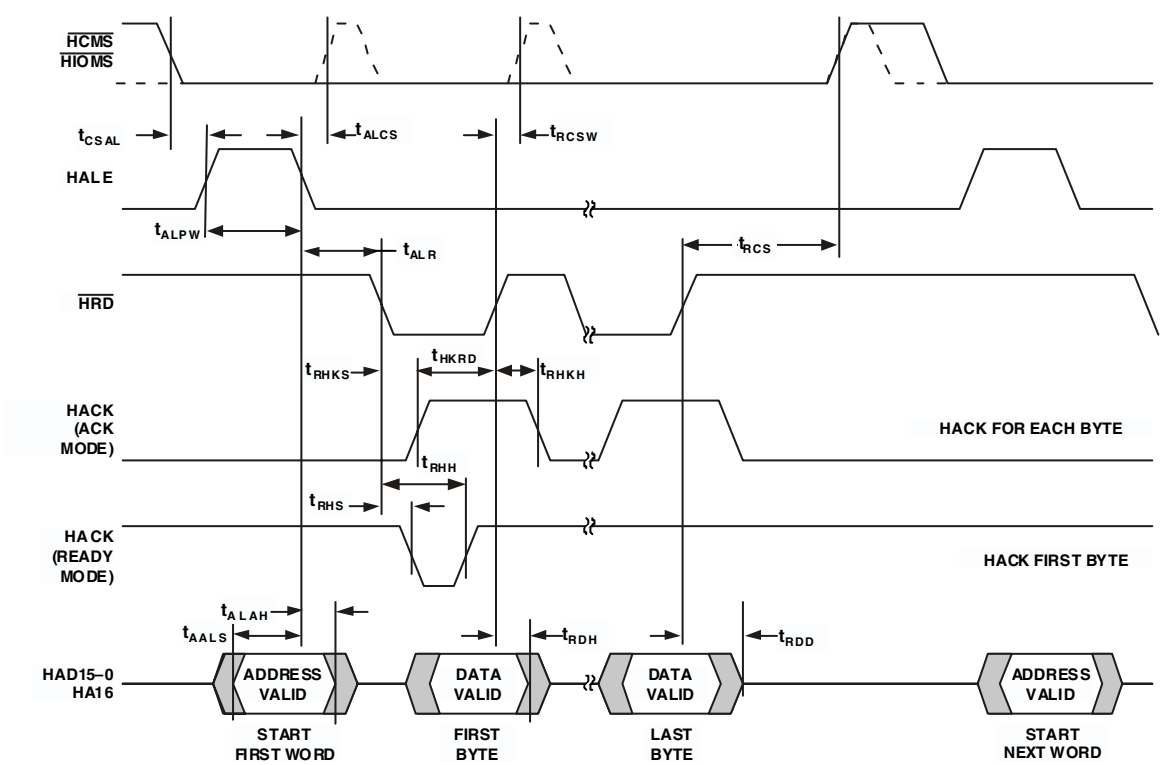 HCMS
HIOMS
tCSAL
tALCS
tRCSW
HALE
tALPW
tALR
tRCS
HRD
tRHKS
tHKRD
tRHKH
HACK
(ACK
MODE)
HACK FOR EACH BYTE
tRHH
tRHS
HACK
(READY
MODE)
HACK FIRST BYTE
tALAH
tAALS
tRDH
tRDD
HAD15–0
HA16
ADDRESS
VALID
DATA
VALID
DATA
VALID
ADDRESS
VALID
START
FIRST WORD
FIRST
BYTE
LAST
BYTE
START
NEXT WORD